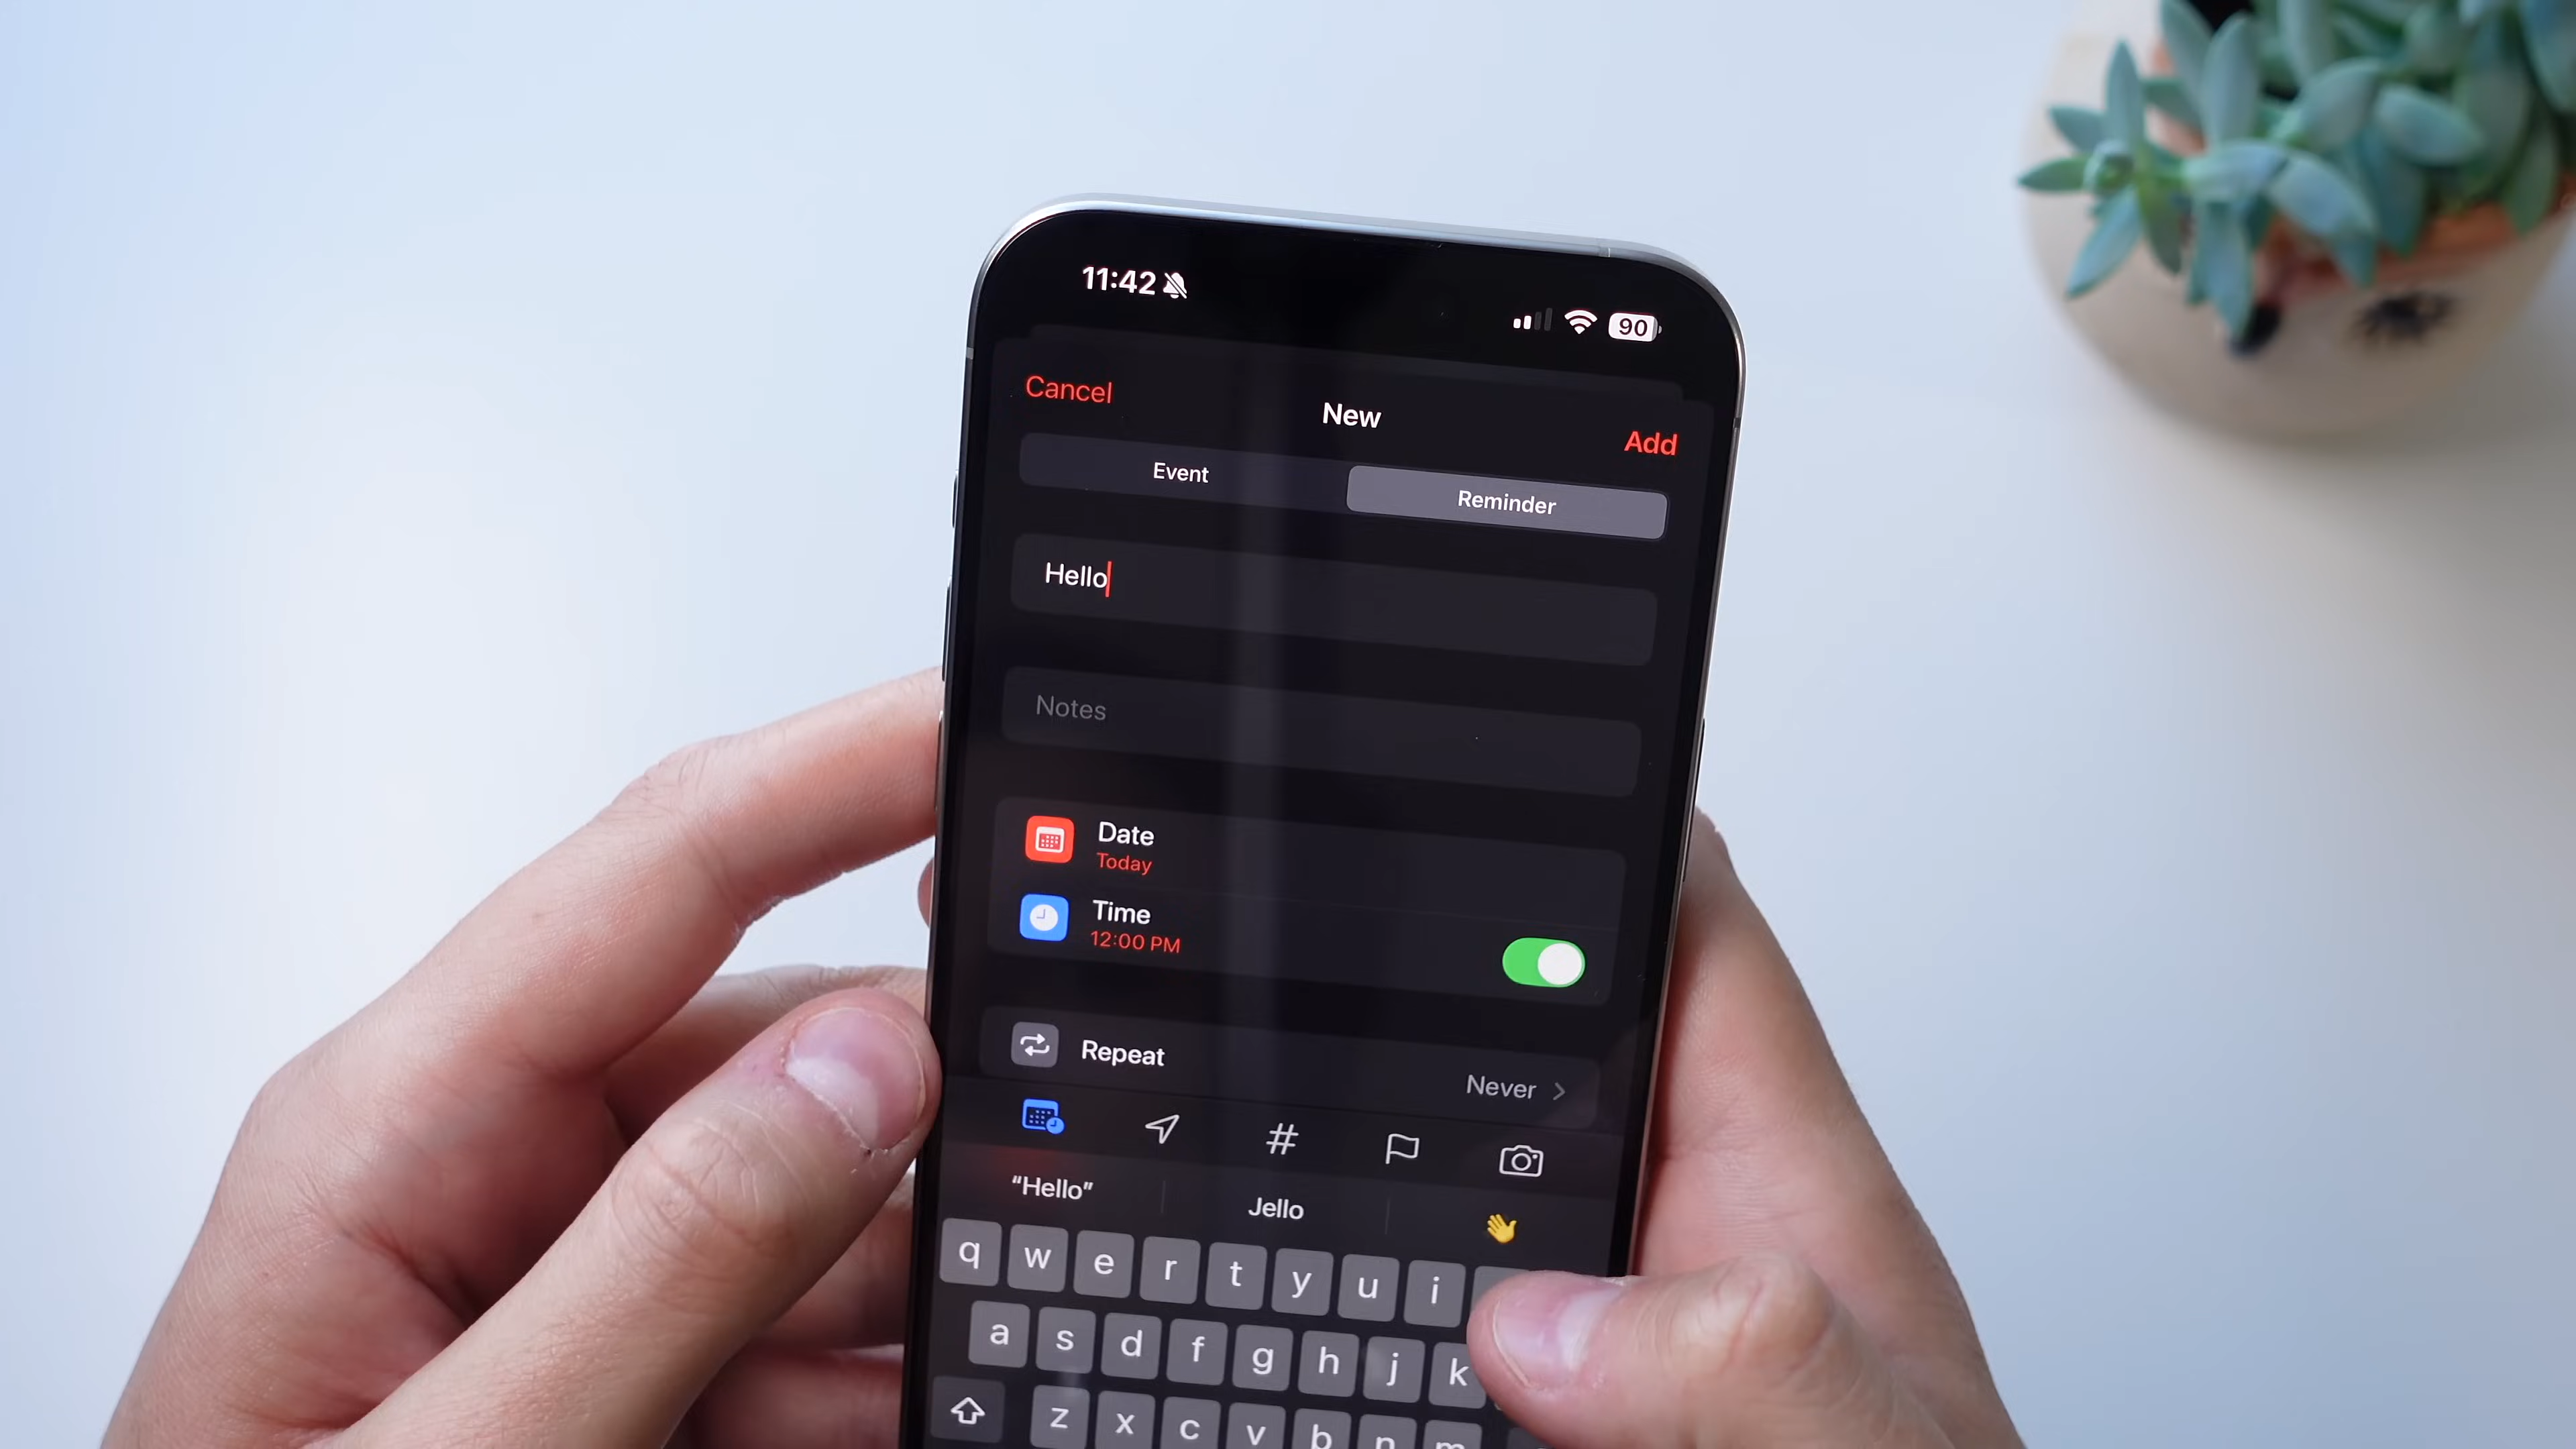 11:42
90
Cancel
New
Add
Event
Reminder
Hello
Notes
Date
Today
Time
12:00 PM
Repeat
Never
#
“Hello”
Jello
q w e r t y u i
a s d f g h j k
z x c v b n m